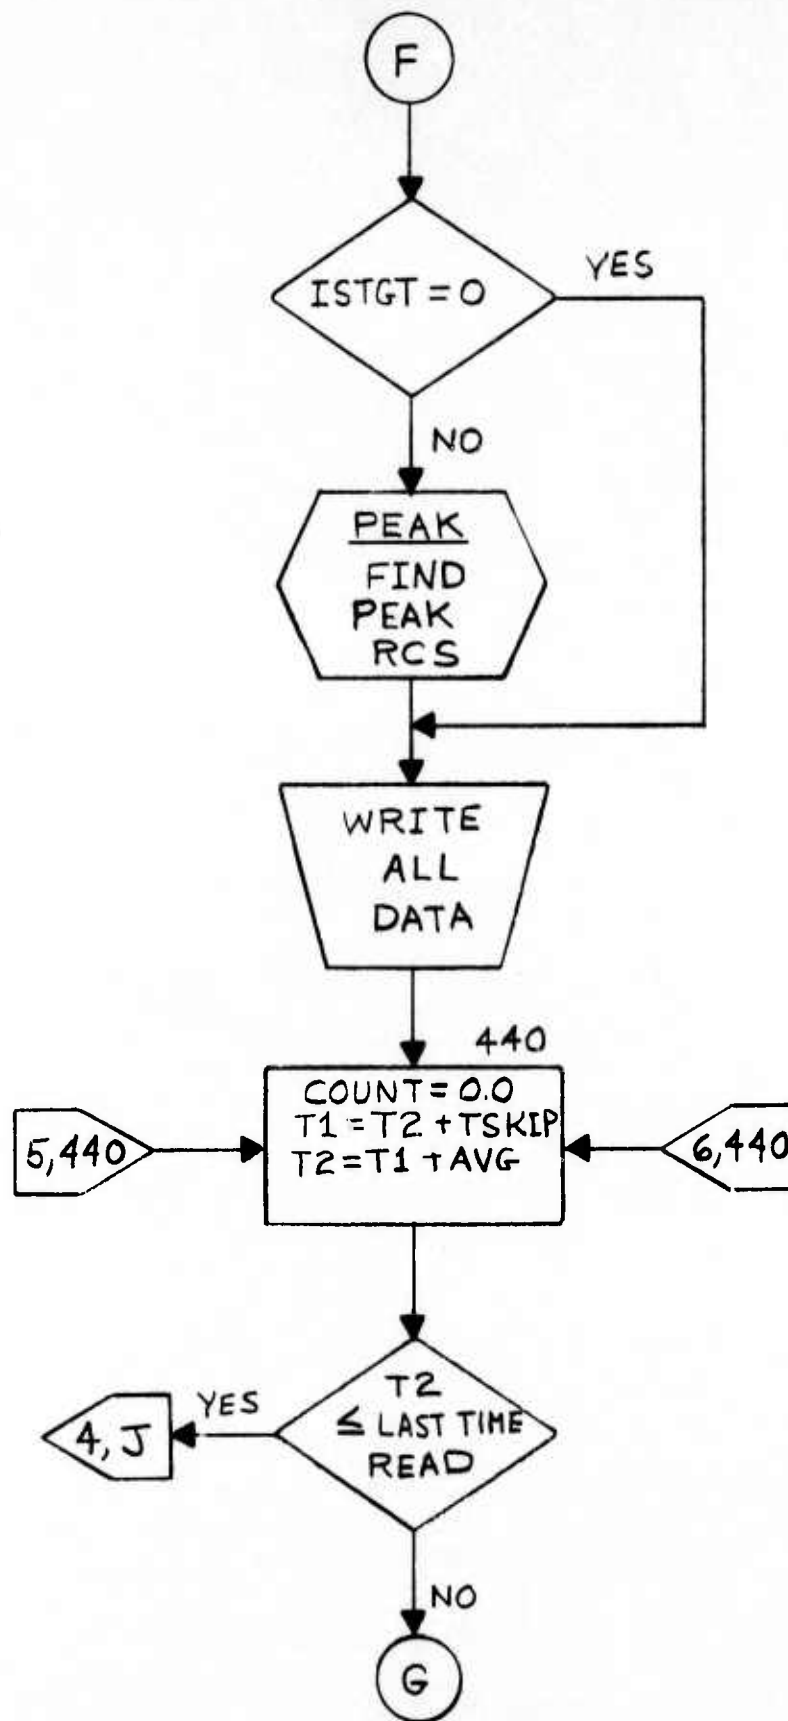 F
ISTGT = 0
YES
NO
PEAK
FIND
PEAK
RCS
WRITE
ALL
DATA
440
COUNT = 0.0
T1 = T2 + TSKIP
T2 = T1 + AVG
5,440
6,440
T2
≤ LAST TIME
READ
YES
4, J
NO
G